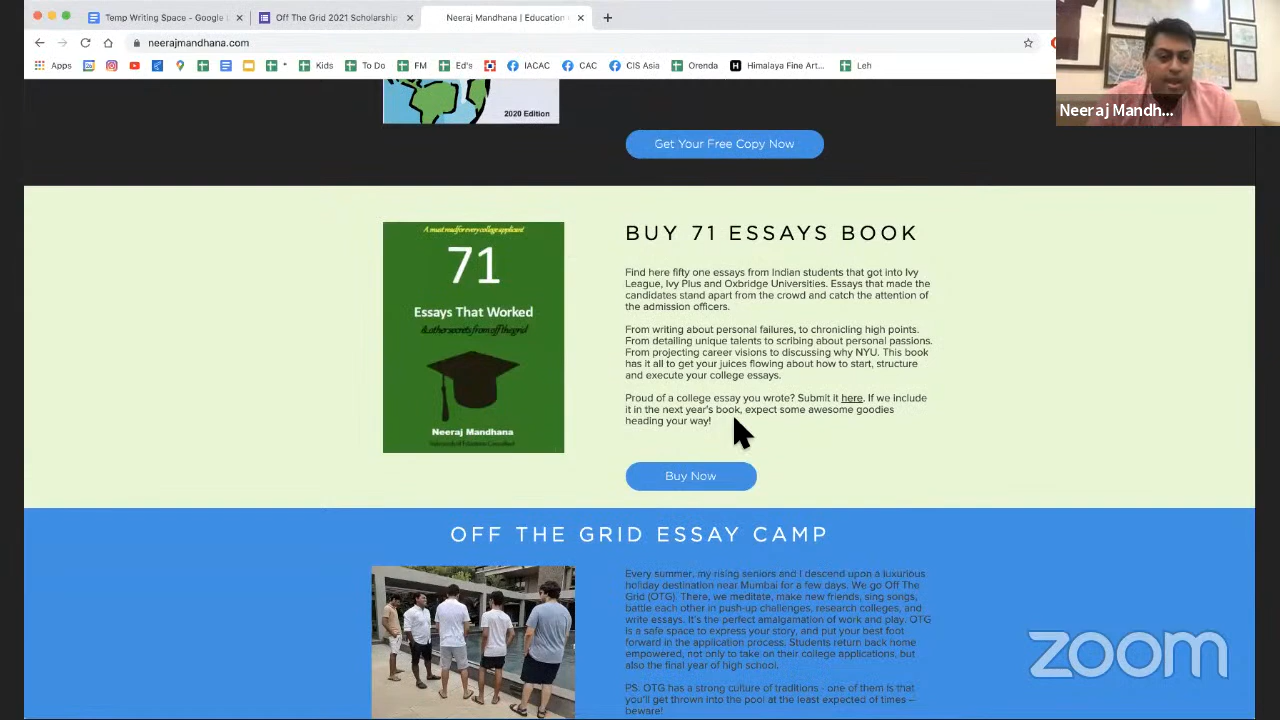 Temp Writing Space - Google
Off The Grid 2021 Scholarship
Neeraj Mandhana | Education
neerajmandhana.com
Apps
Kids
To Do
FM
Ed's
IACAC
CAC
CIS Asia
Orenda
Himalaya Fine Art...
Leh
Neeraj Mandh...
2020 Edition
Get Your Free Copy Now
A must read for every college applicant!
71
Essays That Worked
& other secrets from off the grid
Neeraj Mandhana
BUY 71 ESSAYS BOOK
Find here fifty one essays from Indian students that got into Ivy
League, Ivy Plus and Oxbridge Universities. Essays that made the
candidates stand apart from the crowd and catch the attention of
the admission officers.
From writing about personal failures, to chronicling high points.
From detailing unique talents to scribing about personal passions.
From projecting career visions to discussing why NYU. This book
has it all to get your juices flowing about how to start, structure
and execute your college essays.
Proud of a college essay you wrote? Submit it here. If we include
it in the next year's book, expect some awesome goodies
heading your way!
Buy Now
OFF THE GRID ESSAY CAMP
Every summer, my rising seniors and I descend upon a luxurious
holiday destination near Mumbai for a few days. We go Off The
Grid (OTG). There, we meditate, make new friends, sing songs,
battle each other in push-up challenges, research colleges, and
write essays. It's the perfect amalgamation of work and play. OTG
is a safe space to express your story, and put your best foot
forward in the application process. Students return back home
empowered, not only to take on their college applications, but
also the final year of high school.
PS: OTG has a strong culture of traditions - one of them is that
you'll get thrown into the pool at the least expected of times –
beware!
zoom